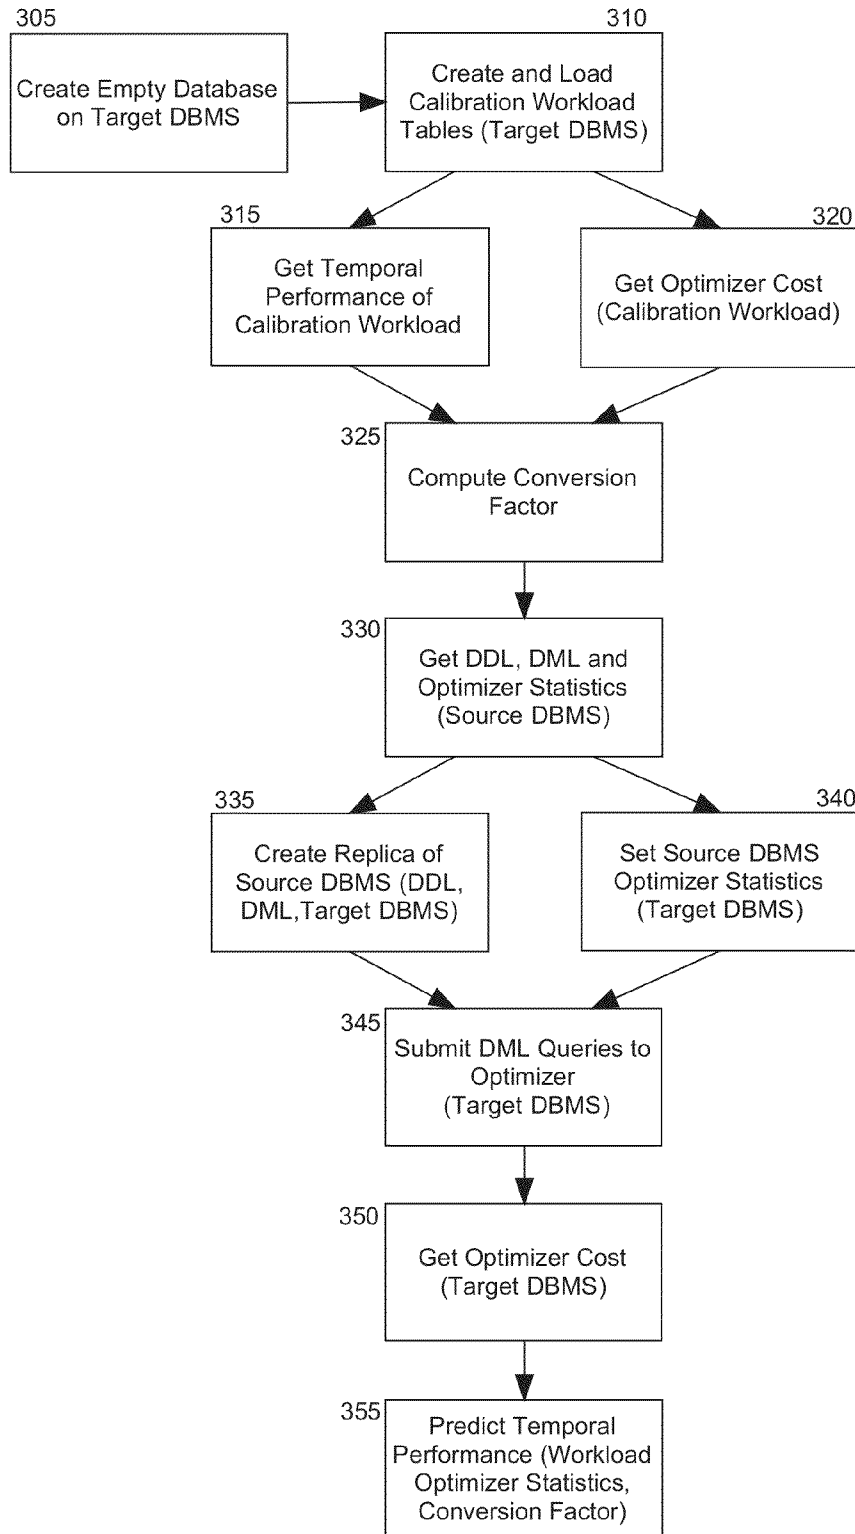 305
Create Empty Database
on Target DBMS
310
Create and Load
Calibration Workload
Tables (Target DBMS)
315
Get Temporal
Performance of
Calibration Workload
320
Get Optimizer Cost
(Calibration Workload)
325
Compute Conversion
Factor
330
Get DDL, DML and
Optimizer Statistics
(Source DBMS)
335
Create Replica of
Source DBMS (DDL,
DML,Target DBMS)
340
Set Source DBMS
Optimizer Statistics
(Target DBMS)
345
Submit DML Queries to
Optimizer
(Target DBMS)
350
Get Optimizer Cost
(Target DBMS)
355
Predict Temporal
Performance (Workload
Optimizer Statistics,
Conversion Factor)